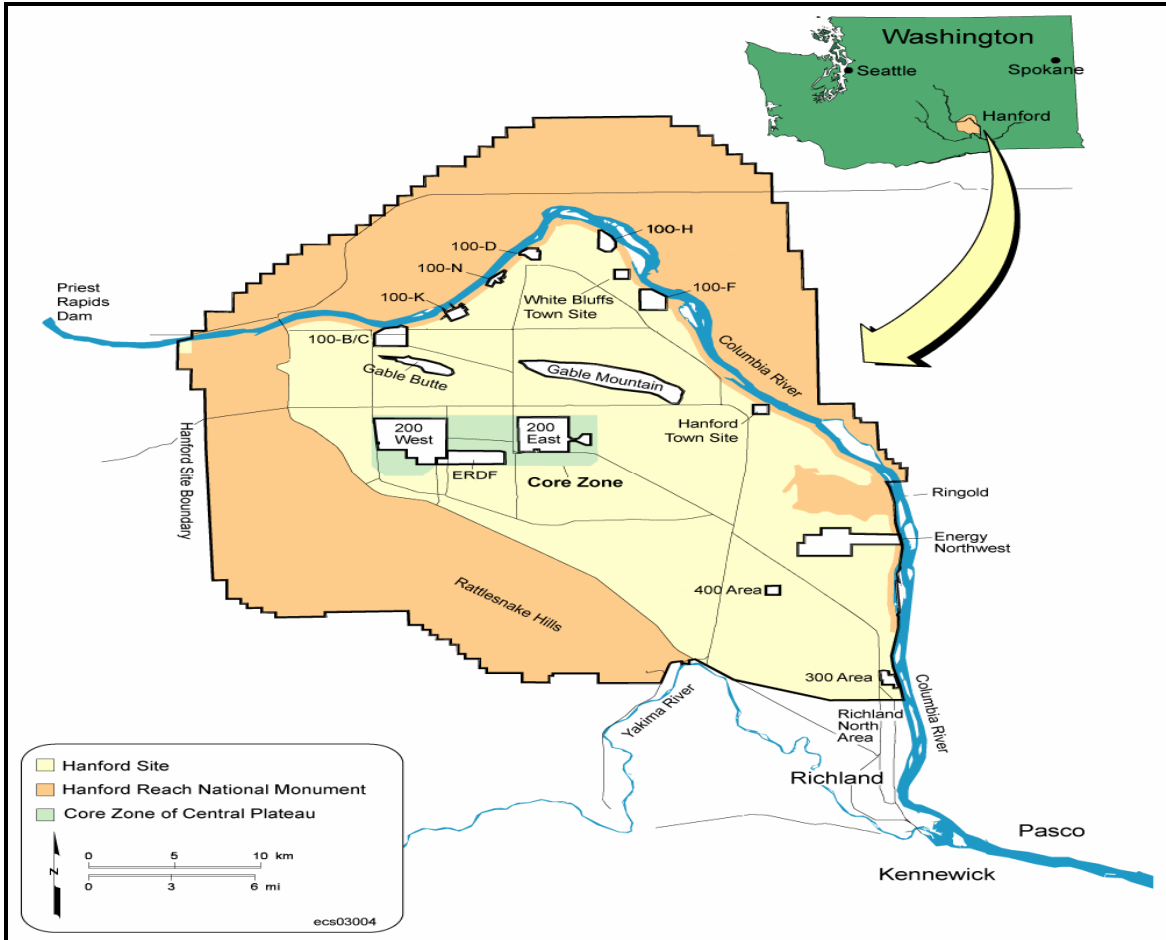 Washington
Seattle
Spokane
Hanford
100-H
100-D
100-N
100-F
100-K
White Bluffs
Town Site
Priest
Rapids
Dam
100-B/C
Columbia River
Gable Butte
Gable Mountain
Hanford
Town Site
200
West
200
East
ERDF
Core Zone
Hanford Site Boundary
Ringold
Energy
Northwest
Rattlesnake Hills
400 Area
300 Area
Columbia River
Yakima River
Richland
North
Area
Richland
Pasco
Kennewick
Hanford Site
Hanford Reach National Monument
Core Zone of Central Plateau
N
0 5 10 km
0 3 6 mi
ecs03004